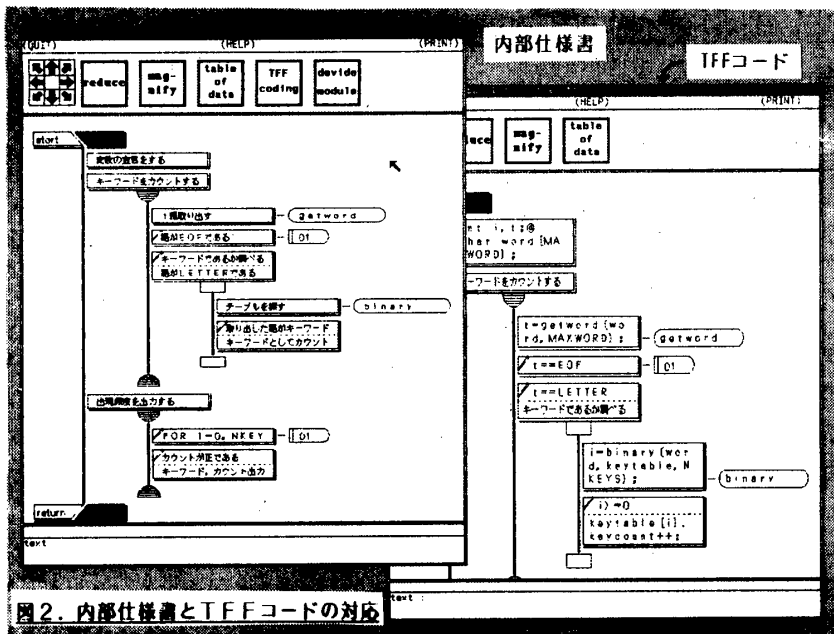 内部仕様書
TFFコード
(QUIT) (HELP) (PRINT)
reduce
mag-
nify
table
of
data
TFF
coding
devide
module
start
変数の宣言をする
キーワードをカウントする
1語取り出す
getword
語がEOFである
01
キーワードであるか調べる
語がLETTERである
テーブルを探す
binary
取り出した語がキーワード
キーワードとしてカウント
出現頻度を出力する
FOR i=0, NKEY
01
カウントが正である
キーワード, カウント出力
return
text
(HELP) (PRINT)
uce
mag-
nify
table
of
data
nt i, t;@
har word [MA
WORD] ;
ーワードをカウントする
t=getword (wo
rd, MAXWORD) ;
getword
t==EOF
01
t==LETTER
キーワードであるか調べる
i=binary (wor
d, keytable, N
KEYS) ;
binary
i) =0
keytable [i] .
keycount++;
text :
図2. 内部仕様書とTFFコードの対応